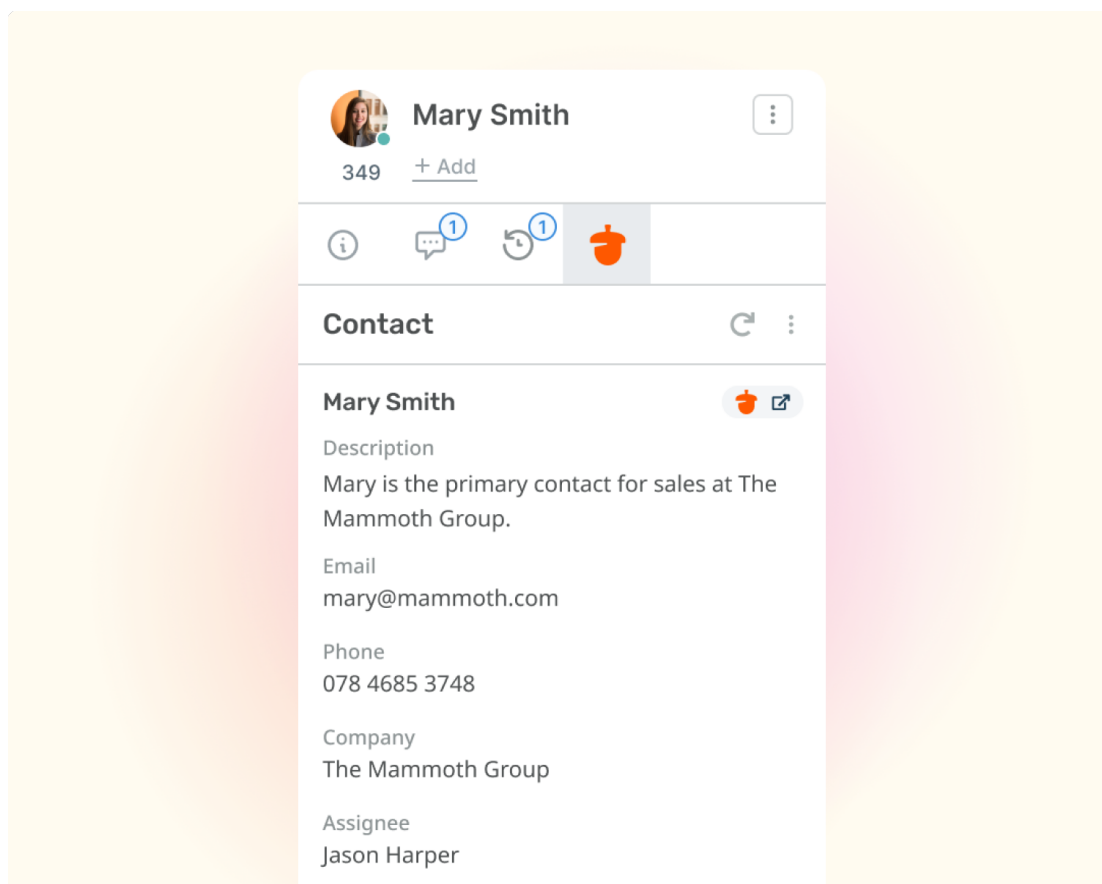 Mary Smith
349
+ Add
1
1
Contact
Mary Smith
Description
Mary is the primary contact for sales at The
Mammoth Group.
Email
mary@mammoth.com
Phone
078 4685 3748
Company
The Mammoth Group
Assignee
Jason Harper